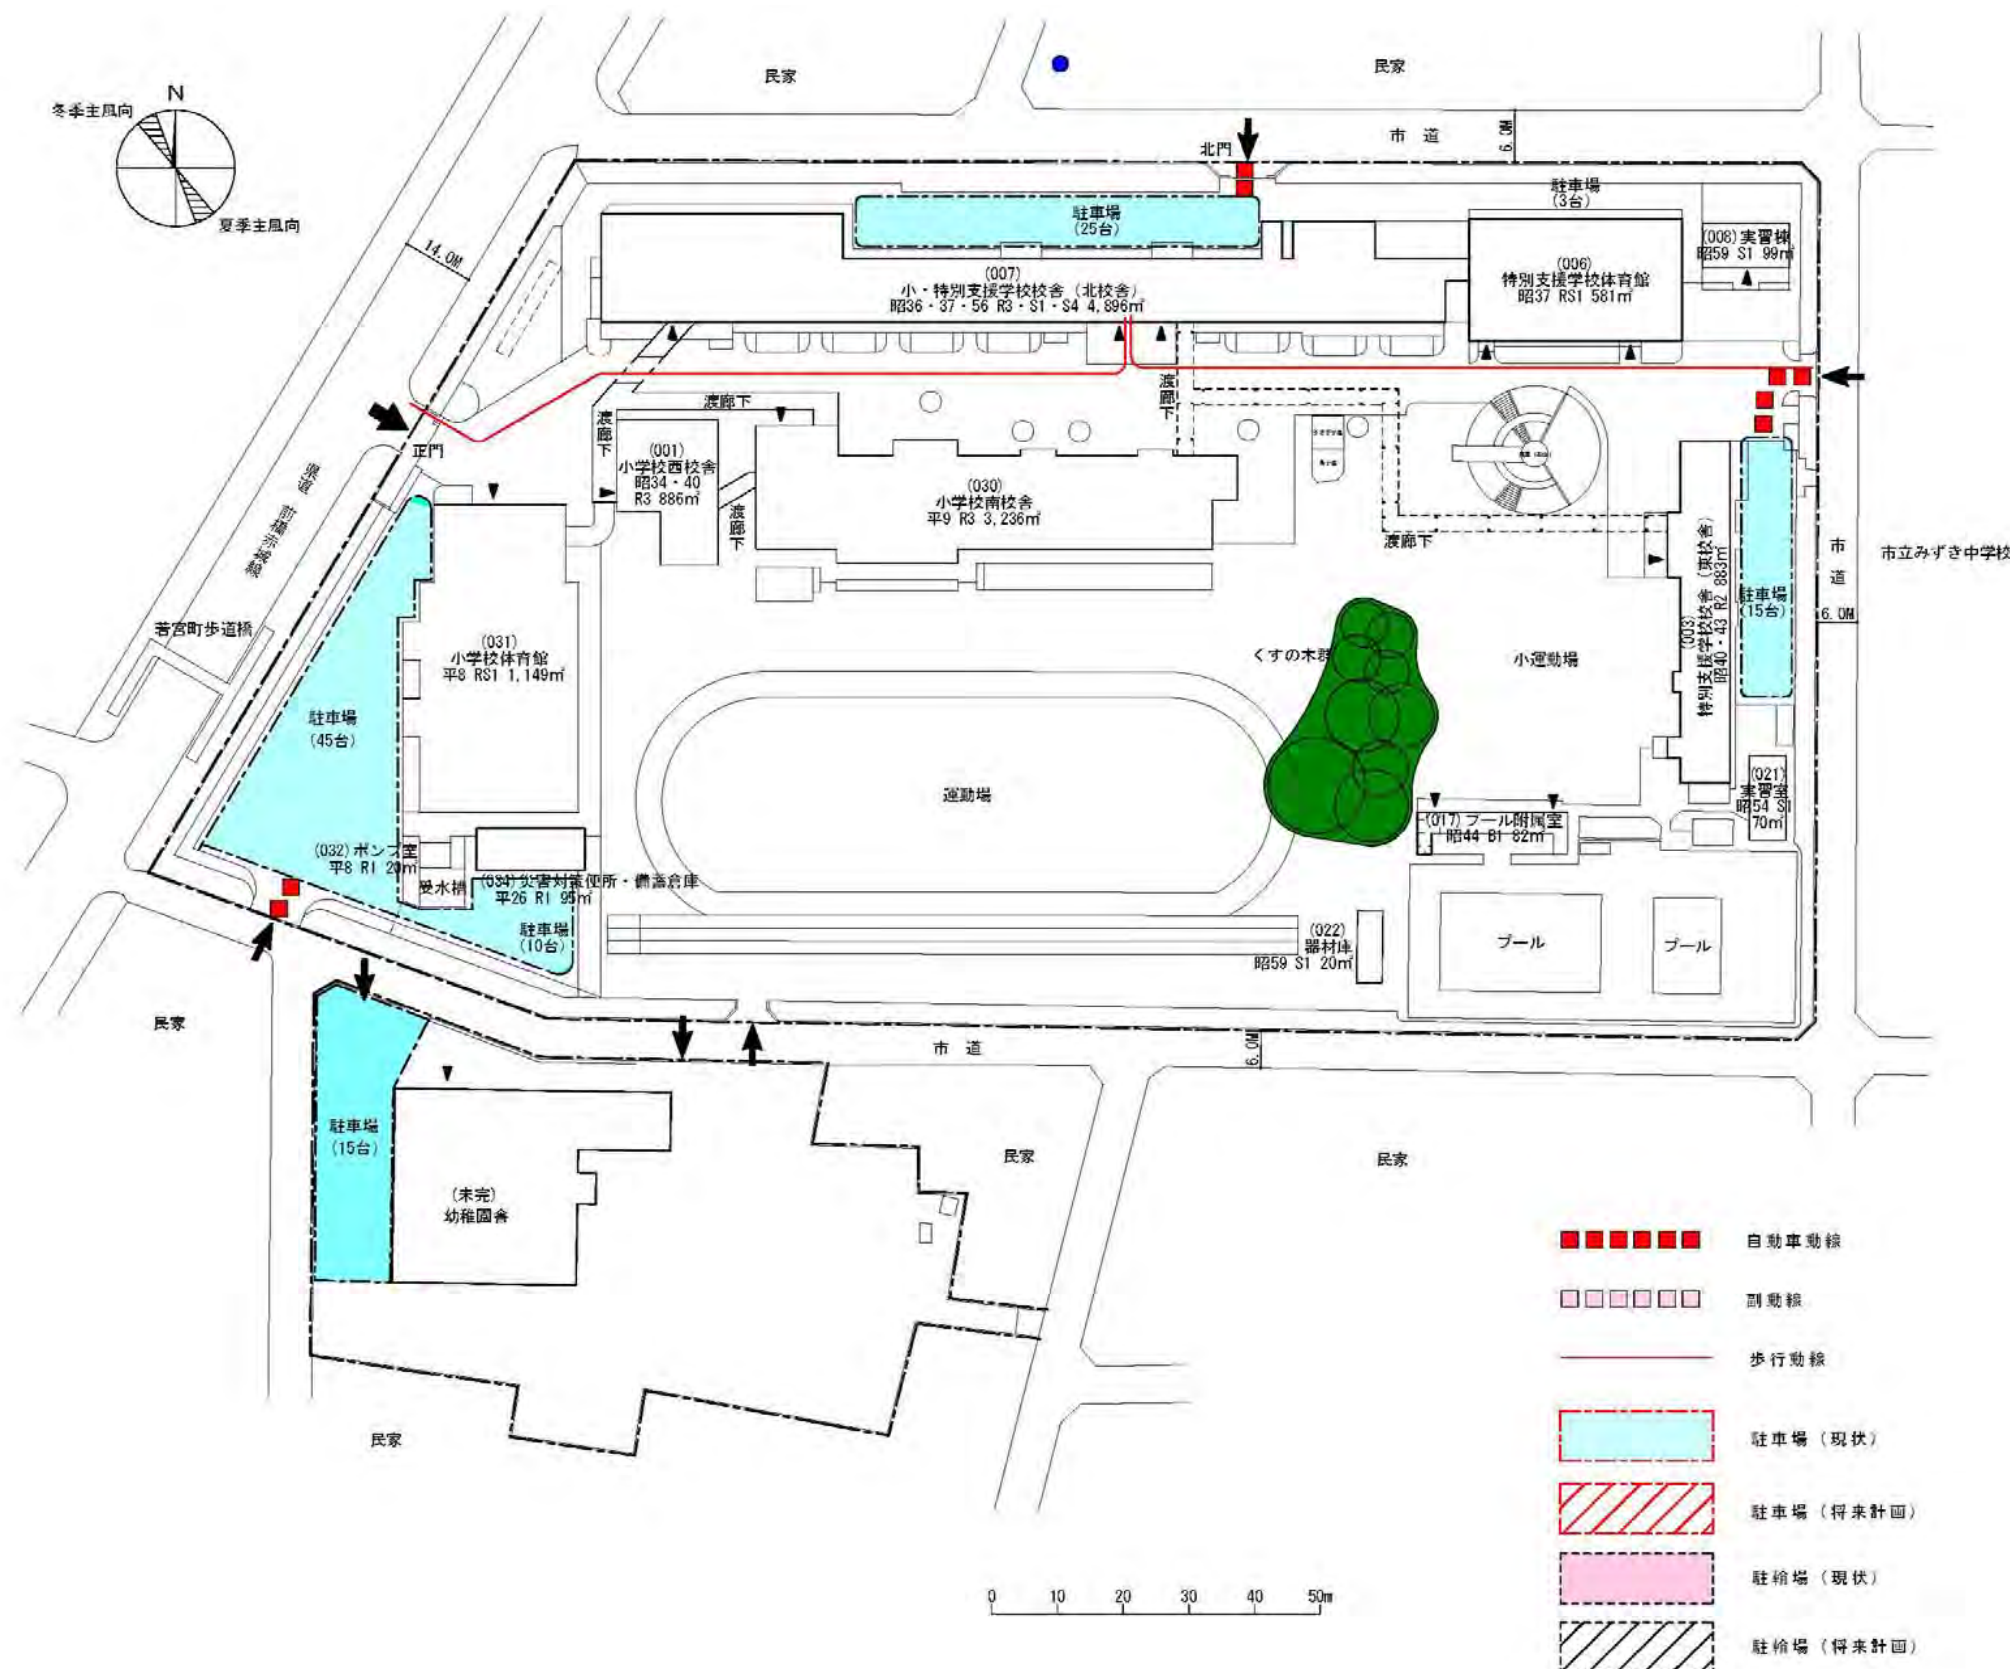 民家
民家
N
冬季主風向
夏季主風向
14.0M
市 道
6.0M
北門
駐車場
(3台)
駐車場
(25台)
(008)実習棟
昭59 S1 99㎡
(007)
小・特別支援学校校舎（北校舎）
昭36・37・56 R3・S1・S4 4,896㎡
(006)
特別支援学校体育館
昭37 RS1 581㎡
正門
渡廊下
渡廊下
渡廊下
渡廊下
渡廊下
(001)
小学校西校舎
昭34・40
R3 886㎡
(030)
小学校南校舎
平9 R3 3,236㎡
県道 前橋赤城線
若宮町歩道橋
(031)
小学校体育館
平8 RS1 1,149㎡
駐車場
(45台)
くすの木群
小運動場
運動場
(003)
特別支援学校校舎（東校舎）
昭40・43 R2 883㎡
駐車場
(15台)
市 道
6.0M
市立みずき中学校
(021)
実習室
昭54 S1
70㎡
(017)プール附属室
昭44 B1 82㎡
(032)ポンプ室
平8 R1 20㎡
受水槽
(034)災害対策便所・備蓄倉庫
平26 R1 95㎡
駐車場
(10台)
(022)
器材庫
昭59 S1 20㎡
プール
プール
民家
市 道
6.0M
駐車場
(15台)
(未完)
幼稚園舎
民家
民家
民家
自動車動線
副動線
歩行動線
駐車場（現状）
駐車場（将来計画）
駐輪場（現状）
駐輪場（将来計画）
0 10 20 30 40 50m